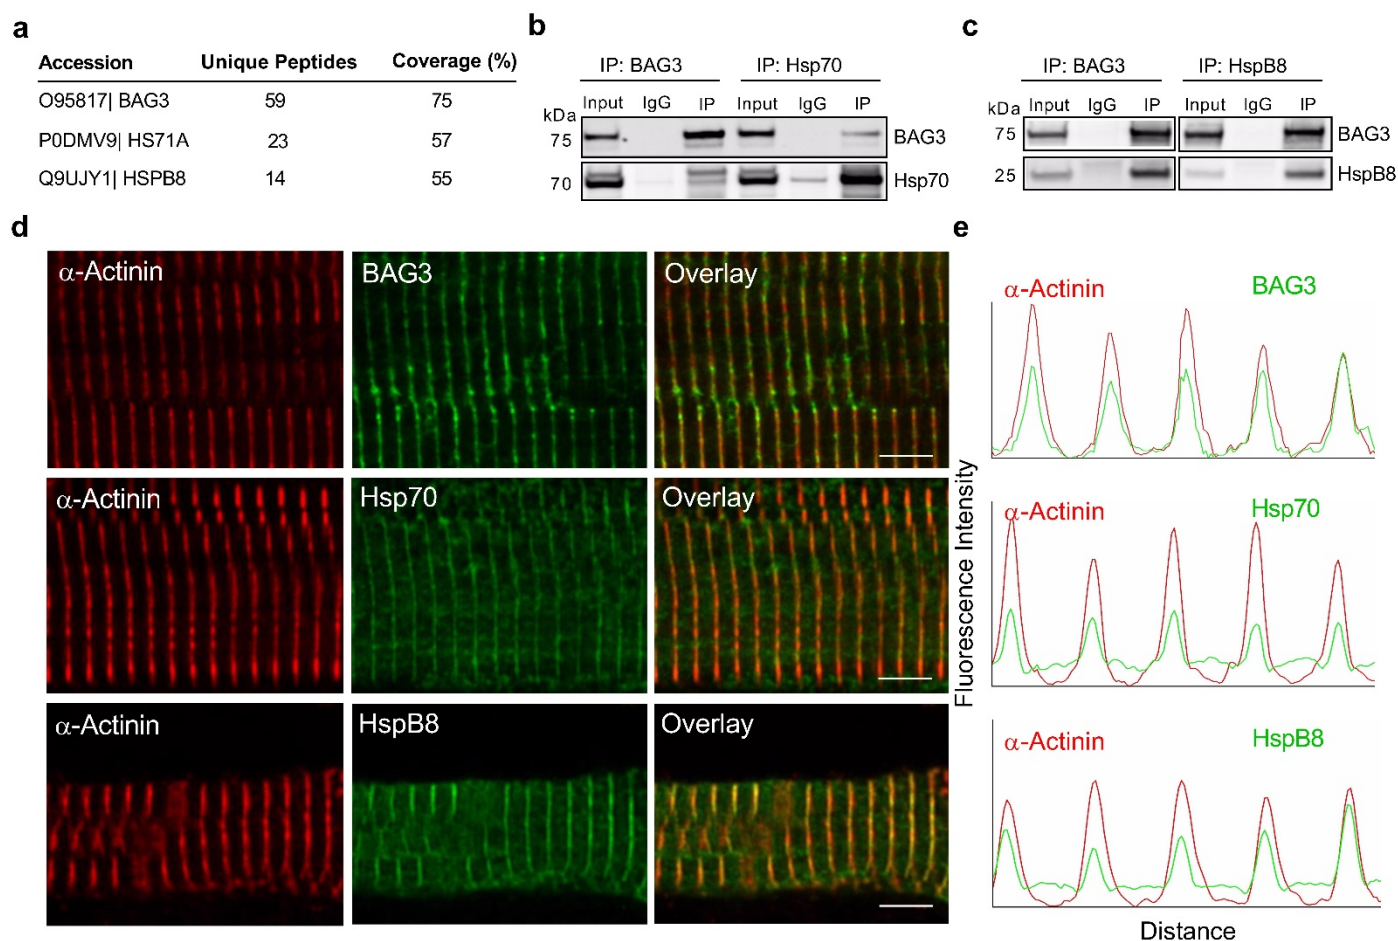 a
Accession Unique Peptides Coverage (%)
O95817| BAG3 59 75
P0DMV9| HS71A 23 57
Q9UJY1| HSPB8 14 55
b
IP: BAG3 IP: Hsp70
kDa Input IgG IP Input IgG IP
75 BAG3
70 Hsp70
c
IP: BAG3 IP: HspB8
kDa Input IgG IP Input IgG IP
75 BAG3
25 HspB8
d
α-Actinin BAG3 Overlay
α-Actinin Hsp70 Overlay
α-Actinin HspB8 Overlay
e
α-Actinin BAG3
α-Actinin Hsp70
α-Actinin HspB8
Fluorescence Intensity
Distance